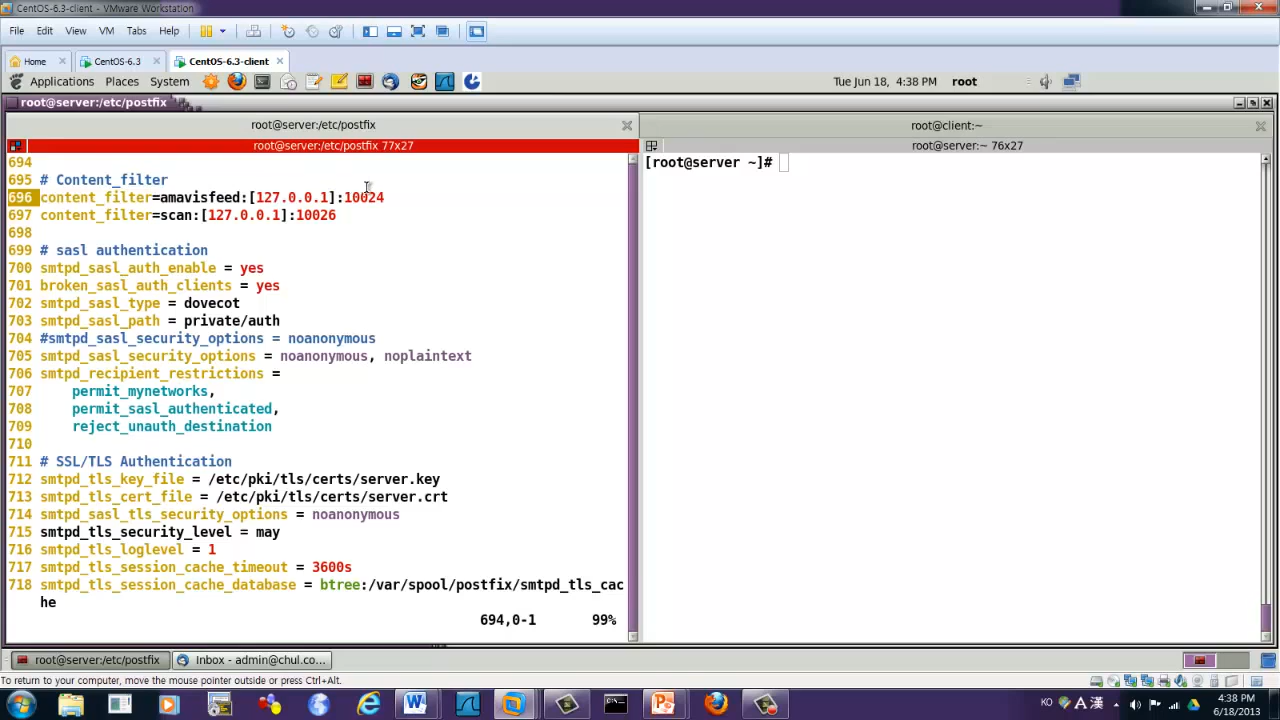 CentOS-6.3-client - VMware Workstation
File Edit View VM Tabs Help
Home CentOS-6.3 CentOS-6.3-client
Applications Places System Tue Jun 18, 4:38 PM root
root@server:/etc/postfix
root@server:/etc/postfix root@client:~
root@server:/etc/postfix 77x27 root@server:~ 76x27
694
[root@server ~]#
695 # Content_filter
696 content_filter=amavisfeed:[127.0.0.1]:10024
697 content_filter=scan:[127.0.0.1]:10026
698
699 # sasl authentication
700 smtpd_sasl_auth_enable = yes
701 broken_sasl_auth_clients = yes
702 smtpd_sasl_type = dovecot
703 smtpd_sasl_path = private/auth
704 #smtpd_sasl_security_options = noanonymous
705 smtpd_sasl_security_options = noanonymous, noplaintext
706 smtpd_recipient_restrictions =
707 permit_mynetworks,
708 permit_sasl_authenticated,
709 reject_unauth_destination
710
711 # SSL/TLS Authentication
712 smtpd_tls_key_file = /etc/pki/tls/certs/server.key
713 smtpd_tls_cert_file = /etc/pki/tls/certs/server.crt
714 smtpd_sasl_tls_security_options = noanonymous
715 smtpd_tls_security_level = may
716 smtpd_tls_loglevel = 1
717 smtpd_tls_session_cache_timeout = 3600s
718 smtpd_tls_session_cache_database = btree:/var/spool/postfix/smtpd_tls_cac
he
694,0-1 99%
root@server:/etc/postfix Inbox - admin@chul.co...
To return to your computer, move the mouse pointer outside or press Ctrl+Alt.
KO A 漢 4:38 PM
6/18/2013